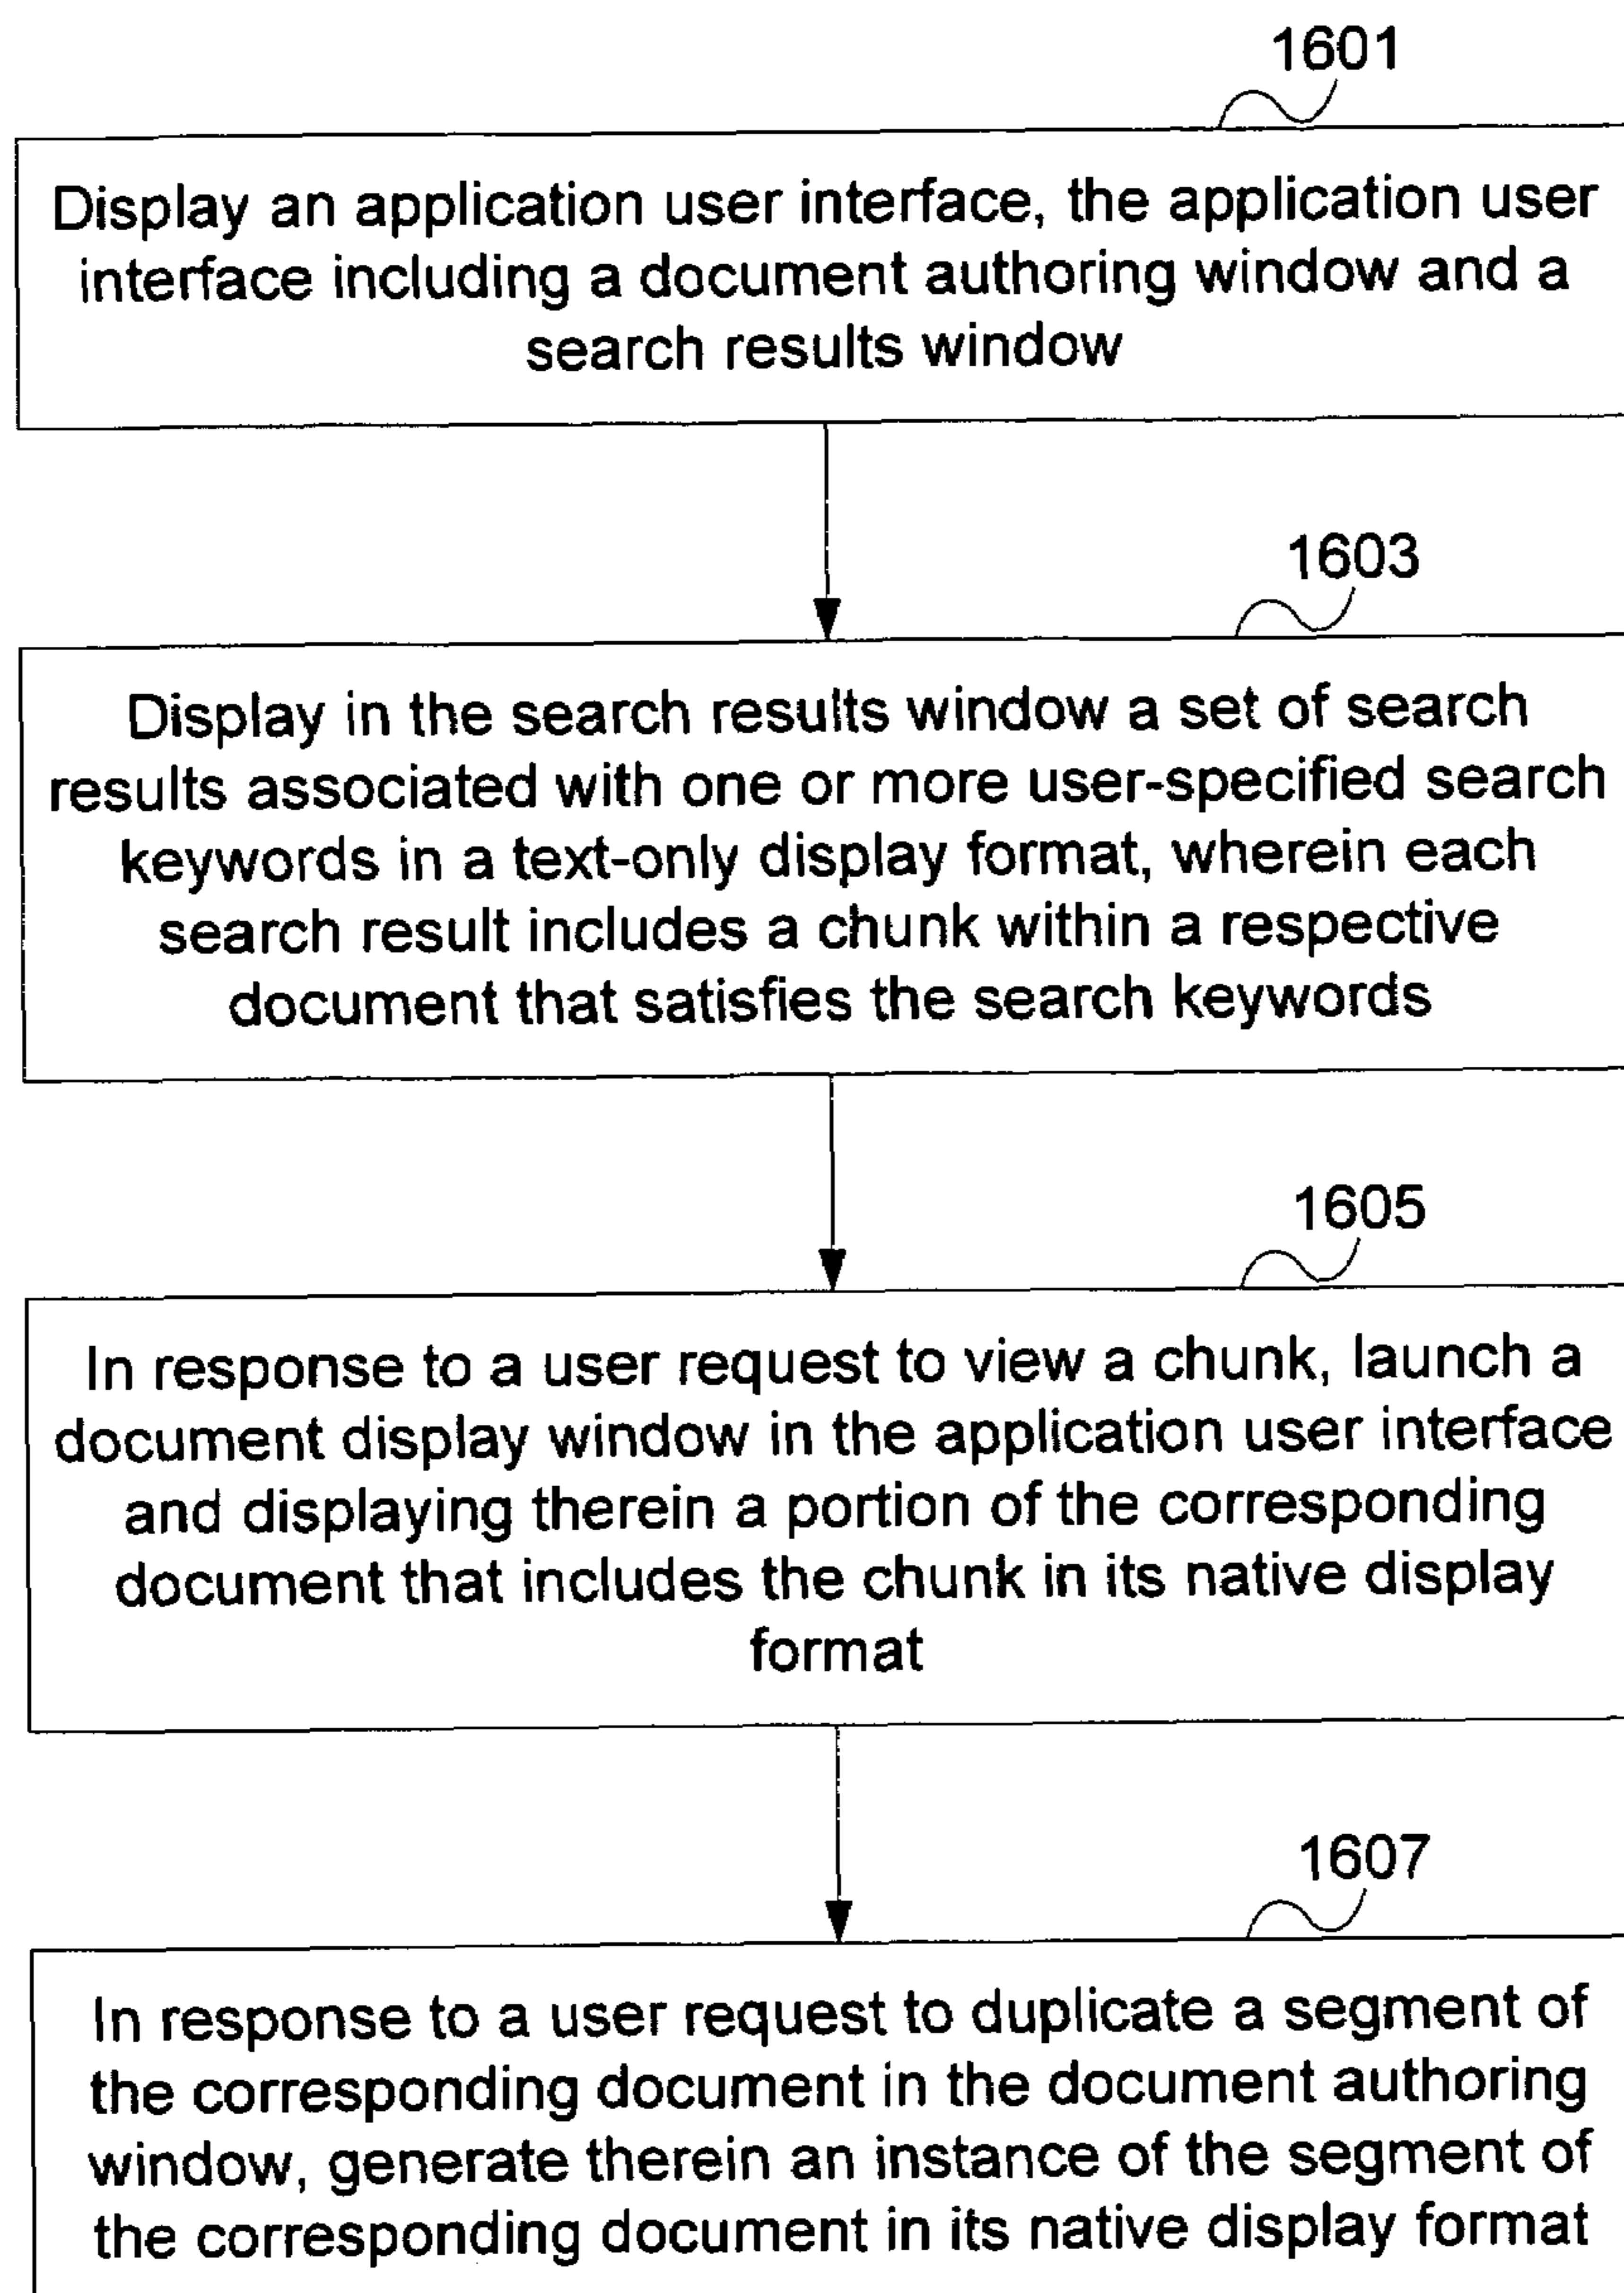 1601
Display an application user interface, the application user
interface including a document authoring window and a
search results window
1603
Display in the search results window a set of search
results associated with one or more user-specified search
keywords in a text-only display format, wherein each
search result includes a chunk within a respective
document that satisfies the search keywords
1605
In response to a user request to view a chunk, launch a
document display window in the application user interface
and displaying therein a portion of the corresponding
document that includes the chunk in its native display
format
1607
In response to a user request to duplicate a segment of
the corresponding document in the document authoring
window, generate therein an instance of the segment of
the corresponding document in its native display format